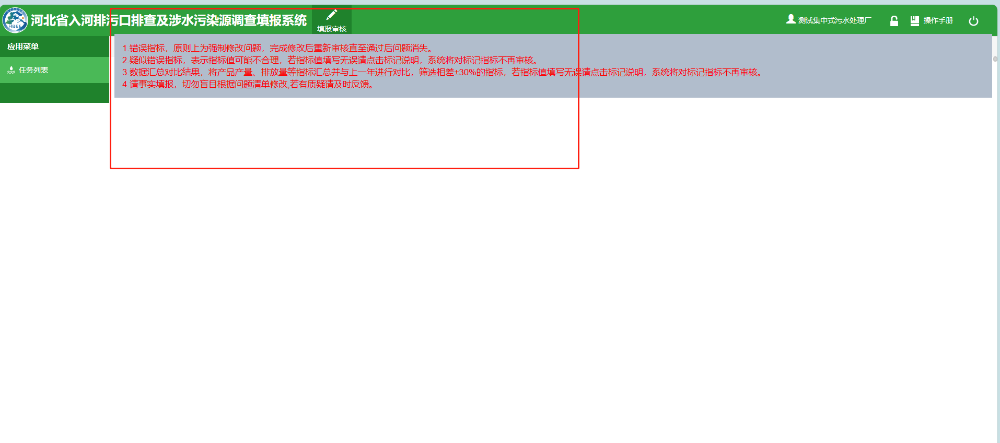 HBEE
河北省入河排污口排查及涉水污染源调查填报系统
填报审核
测试集中式污水处理厂
操作手册
应用菜单
任务列表
1.错误指标，原则上为强制修改问题，完成修改后重新审核直至通过后问题消失。
2.疑似错误指标，表示指标值可能不合理，若指标值填写无误请点击标记说明，系统将对标记指标不再审核。
3.数据汇总对比结果，将产品产量、排放量等指标汇总并与上一年进行对比，筛选相差±30%的指标，若指标值填写无误请点击标记说明，系统将对标记指标不再审核。
4.请事实填报，切勿盲目根据问题清单修改,若有质疑请及时反馈。